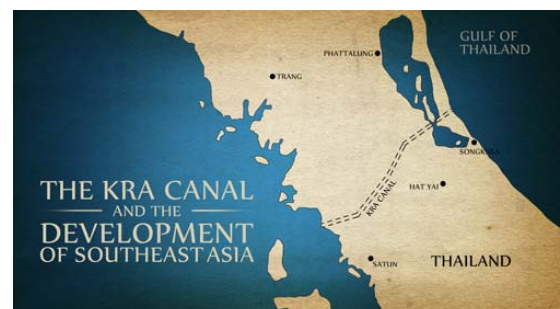 GULF OF
THAILAND
PHATTALUNG
TRANG
SONGKHLA
KRA CANAL
HAT YAI
THE KRA CANAL
AND THE
DEVELOPMENT
OF SOUTHEAST ASIA
SATUN
THAILAND